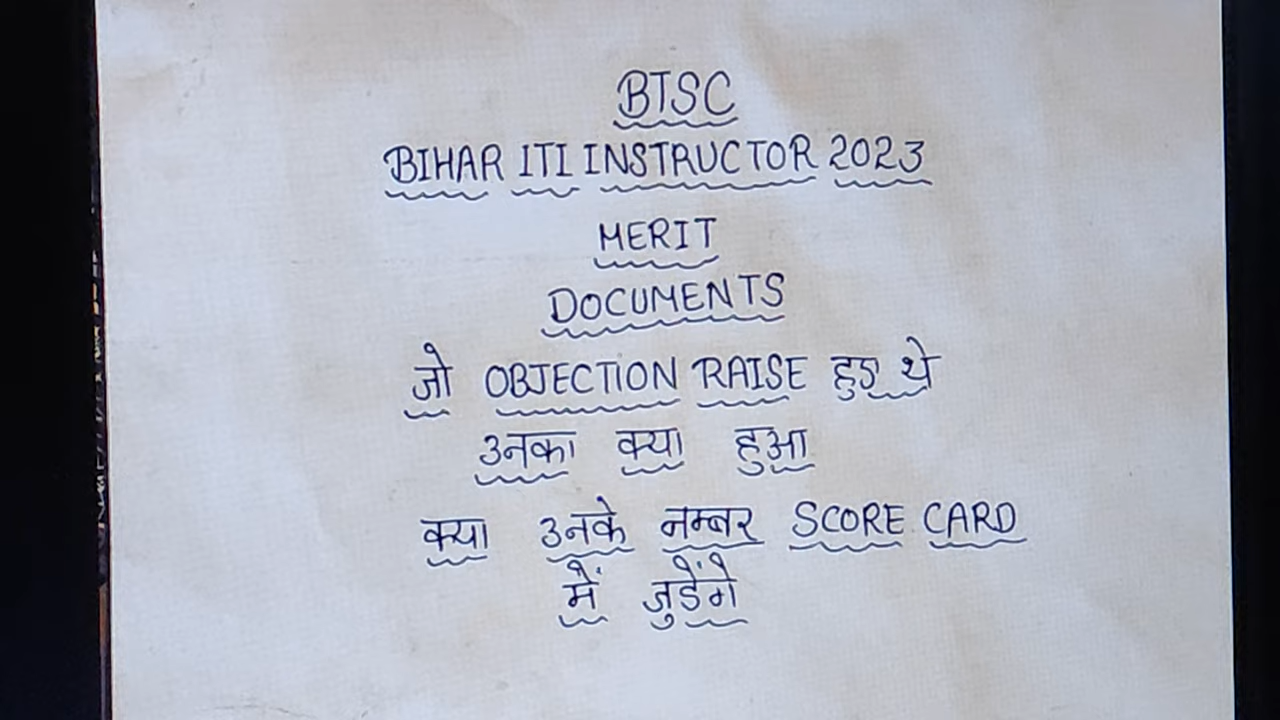 BTSC
BIHAR ITI INSTRUCTOR 2023
MERIT
DOCUMENTS
जो OBJECTION RAISE हुए थे
उनका क्या हुआ
क्या उनके नम्बर SCORE CARD
में जुडेंगे